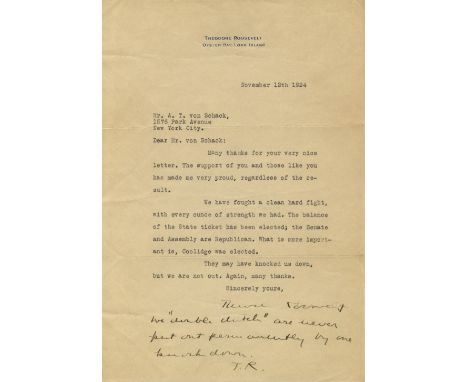 THEODORE ROOSEVELT
OYSTER BAY, LONG ISLAND
November 12th 1924
Mr. A. T. von Schack,
1675 Park Avenue
New York City.
Dear Mr. von Schack:
Many thanks for your very nice
letter. The support of you and those like you
has made me very proud, regardless of the re-
sult.
We have fought a clean hard fight,
with every ounce of strength we had. The balance
of the State ticket has been elected; the Senate
and Assembly are Republican. What is more import-
ant is, Coolidge was elected.
They may have knocked us down,
but we are not out. Again, many thanks.
Sincerely yours,
We "double dutch" are never
put out permanently by one
knock down.
T.R.